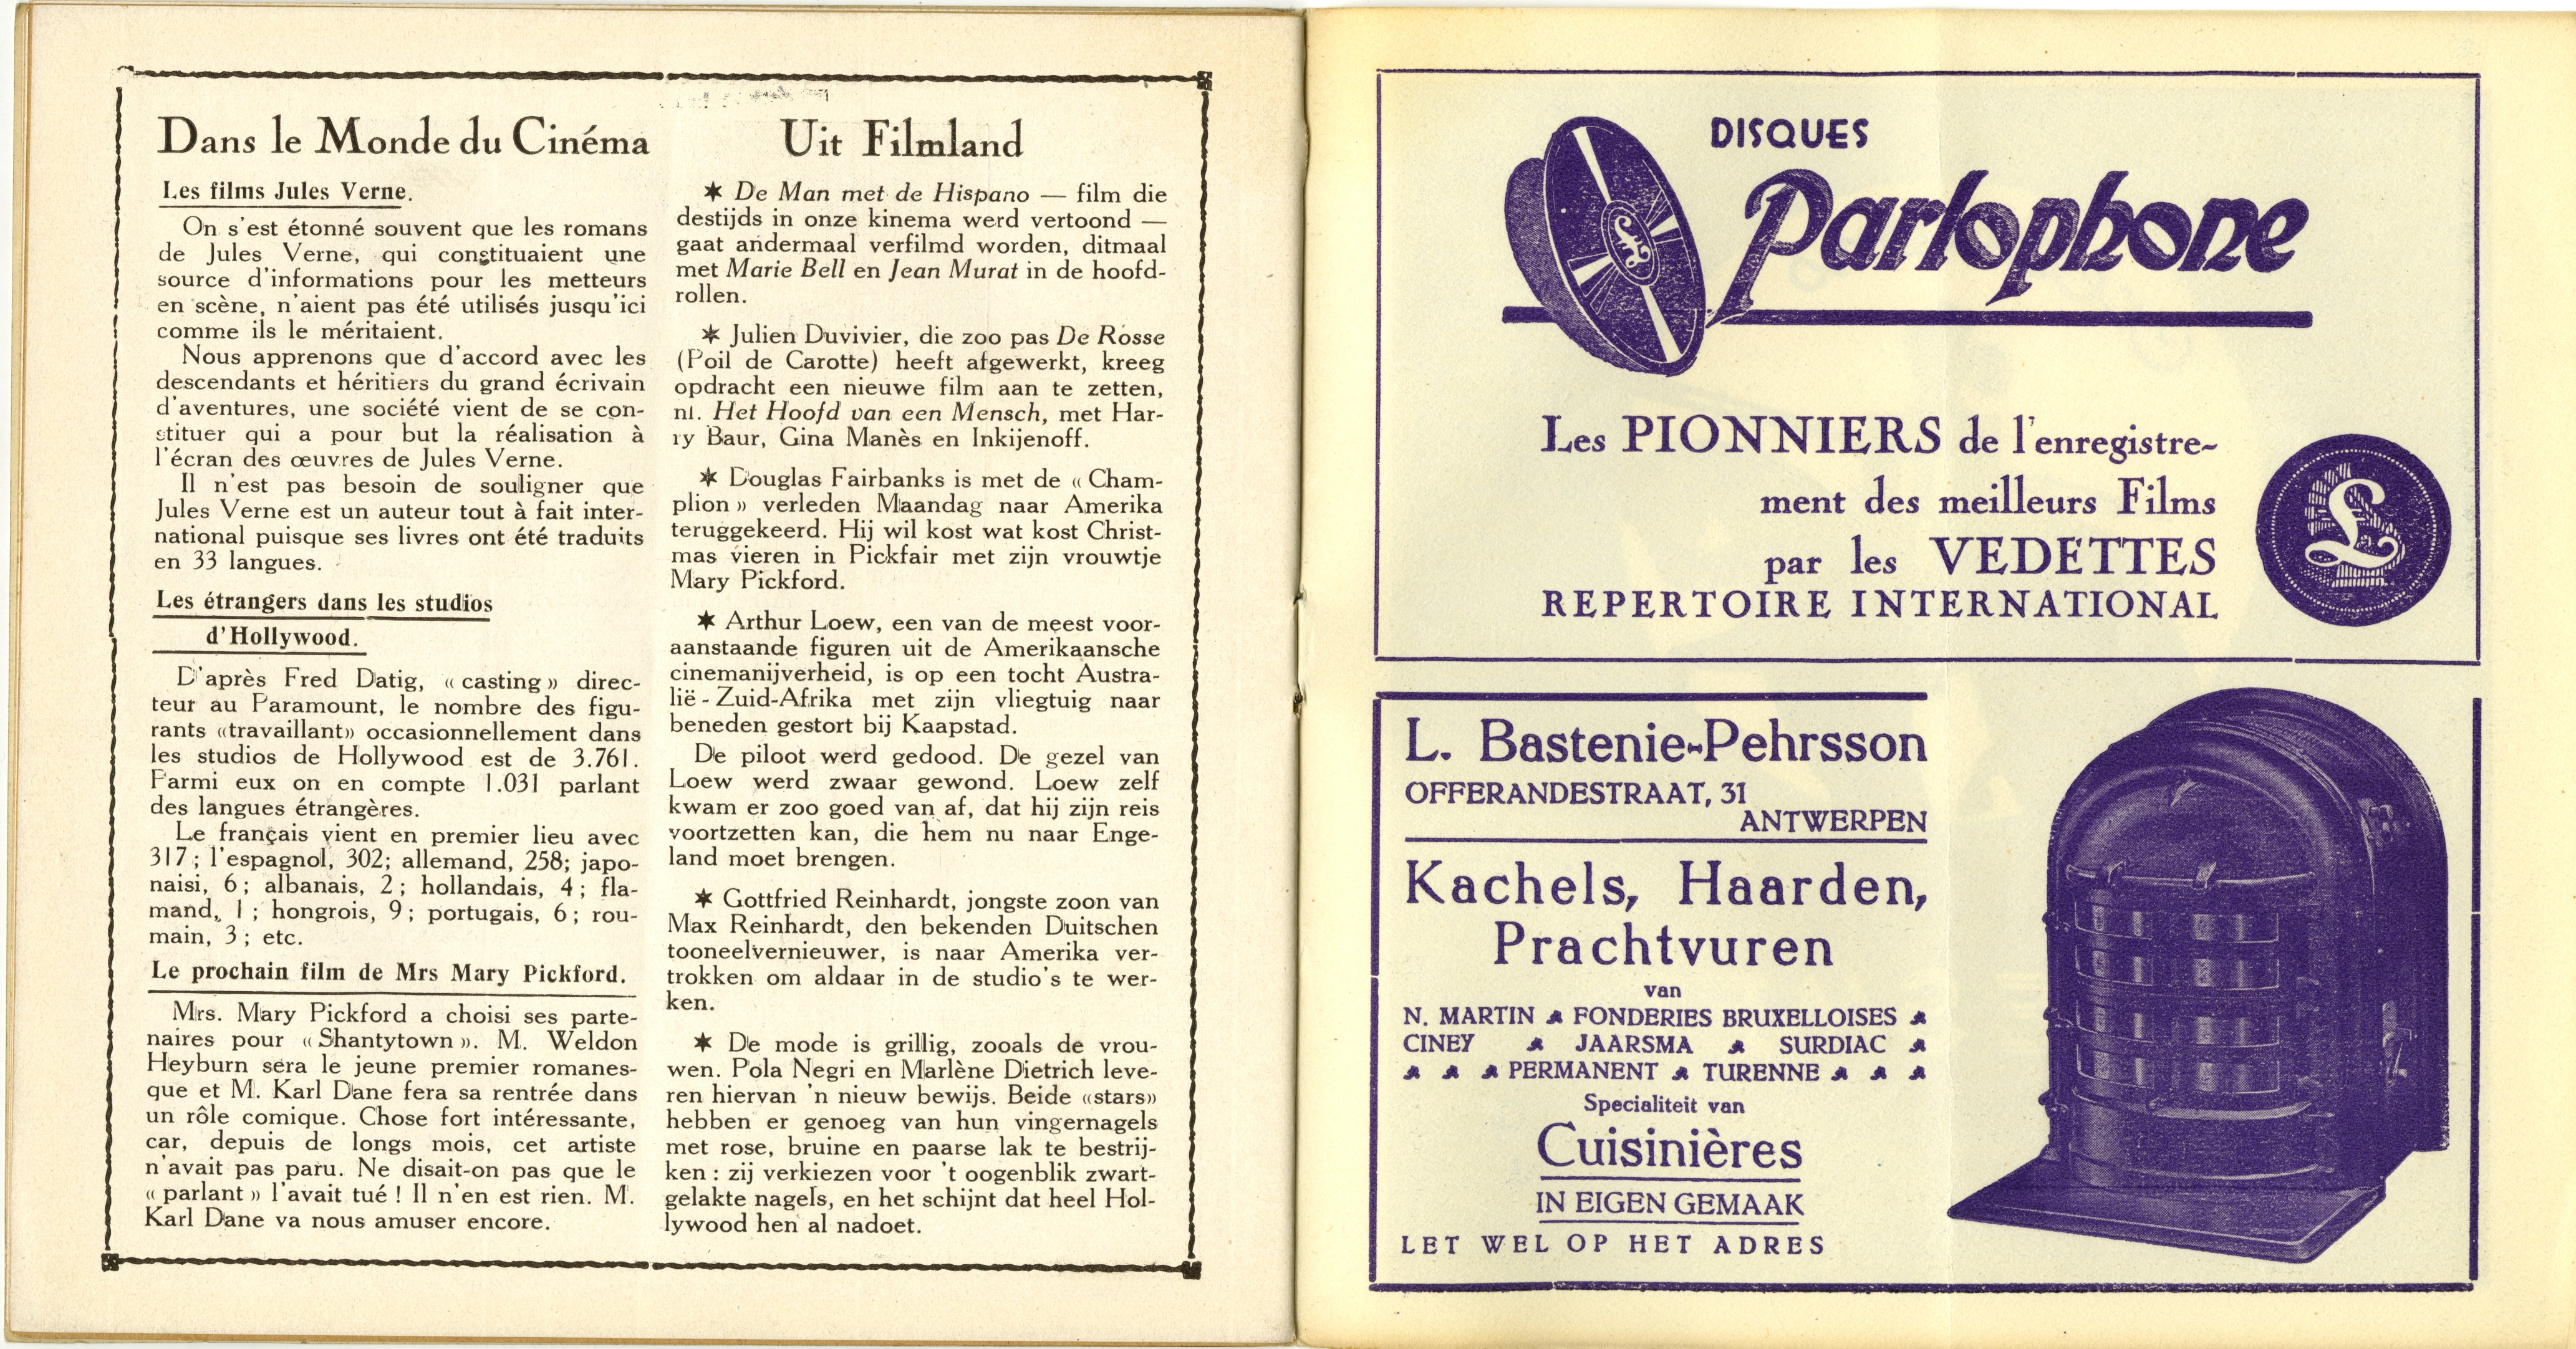 Dans le Monde du Cinéma
Les films Jules Verne.
On s'est étonné souvent que les romans
de Jules Verne, qui constituaient une
source d'informations pour les metteurs
en scène, n'aient pas été utilisés jusqu'ici
comme ils le méritaient.
Nous apprenons que d'accord avec les
descendants et héritiers du grand écrivain
d'aventures, une société vient de se con-
stituer qui a pour but la réalisation à
l'écran des œuvres de Jules Verne.
Il n'est pas besoin de souligner que
Jules Verne est un auteur tout à fait inter-
national puisque ses livres ont été traduits
en 33 langues.
Les étrangers dans les studios
d'Hollywood.
D'après Fred Datig, « casting » direc-
teur au Paramount, le nombre des figu-
rants «travaillant» occasionnellement dans
les studios de Hollywood est de 3.761.
Parmi eux on en compte 1.031 parlant
des langues étrangères.
Le français vient en premier lieu avec
317 ; l'espagnol, 302; allemand, 258; japo-
naisi, 6 ; albanais, 2 ; hollandais, 4 ; fla-
mand, 1 ; hongrois, 9 ; portugais, 6 ; rou-
main, 3 ; etc.
Le prochain film de Mrs Mary Pickford.
Mrs. Mary Pickford a choisi ses parte-
naires pour « Shantytown ». M. Weldon
Heyburn sera le jeune premier romanes-
que et M. Karl Dane fera sa rentrée dans
un rôle comique. Chose fort intéressante,
car, depuis de longs mois, cet artiste
n'avait pas paru. Ne disait-on pas que le
« parlant » l'avait tué ! Il n'en est rien. M.
Karl Dane va nous amuser encore.
Uit Filmland
★ De Man met de Hispano — film die
destijds in onze kinema werd vertoond —
gaat andermaal verfilmd worden, ditmaal
met Marie Bell en Jean Murat in de hoofd-
rollen.
★ Julien Duvivier, die zoo pas De Rosse
(Poil de Carotte) heeft afgewerkt, kreeg
opdracht een nieuwe film aan te zetten,
nl. Het Hoofd van een Mensch, met Har-
ry Baur, Gina Manès en Inkijenoff.
★ Douglas Fairbanks is met de « Cham-
plion » verleden Maandag naar Amerika
teruggekeerd. Hij wil kost wat kost Christ-
mas vieren in Pickfair met zijn vrouwtje
Mary Pickford.
★ Arthur Loew, een van de meest voor-
aanstaande figuren uit de Amerikaansche
cinemanijverheid, is op een tocht Austra-
lië - Zuid-Afrika met zijn vliegtuig naar
beneden gestort bij Kaapstad.
De piloot werd gedood. De gezel van
Loew werd zwaar gewond. Loew zelf
kwam er zoo goed van af, dat hij zijn reis
voortzetten kan, die hem nu naar Enge-
land moet brengen.
★ Gottfried Reinhardt, jongste zoon van
Max Reinhardt, den bekenden Duitschen
tooneelvernieuwer, is naar Amerika ver-
trokken om aldaar in de studio's te wer-
ken.
★ De mode is grillig, zooals de vrou-
wen. Pola Negri en Marlène Dietrich leve-
ren hiervan 'n nieuw bewijs. Beide «stars»
hebben er genoeg van hun vingernagels
met rose, bruine en paarse lak te bestrij-
ken : zij verkiezen voor 't oogenblik zwart-
gelakte nagels, en het schijnt dat heel Hol-
lywood hen al nadoet.
DISQUES
Parlophone
Les PIONNIERS de l'enregistre-
ment des meilleurs Films
par les VEDETTES
REPERTOIRE INTERNATIONAL
L. Bastenie-Pehrsson
OFFERANDESTRAAT, 31
ANTWERPEN
Kachels, Haarden,
Prachtvuren
van
N. MARTIN FONDERIES BRUXELLOISES
CINEY JAARSMA SURDIAC
PERMANENT TURENNE
Specialiteit van
Cuisinières
IN EIGEN GEMAAK
LET WEL OP HET ADRES